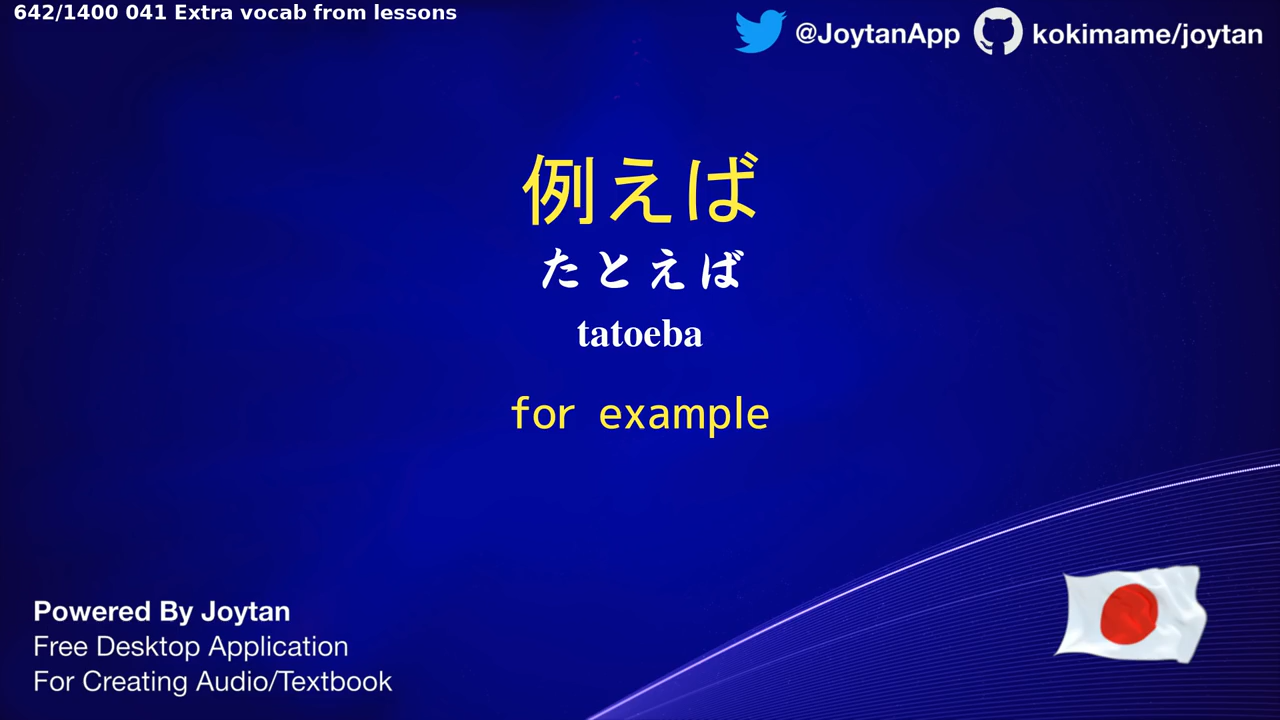 642/1400 041 Extra vocab from lessons
@JoytanApp kokimame/joytan
例えば
たとえば
tatoeba
for example
Powered By Joytan
Free Desktop Application
For Creating Audio/Textbook